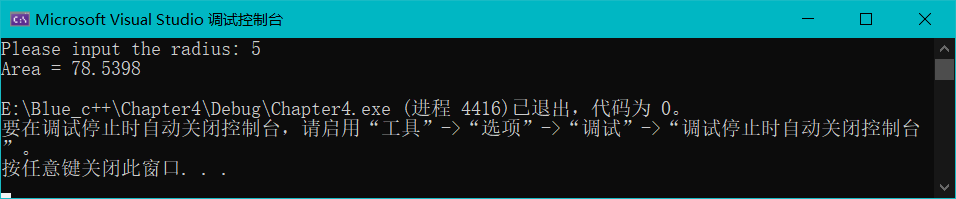 Microsoft Visual Studio 调试控制台
Please input the radius: 5
Area = 78.5398
E:\Blue_c++\Chapter4\Debug\Chapter4.exe (进程 4416)已退出，代码为 0。
要在调试停止时自动关闭控制台，请启用“工具”->“选项”->“调试”->“调试停止时自动关闭控制台
”。
按任意键关闭此窗口. . .